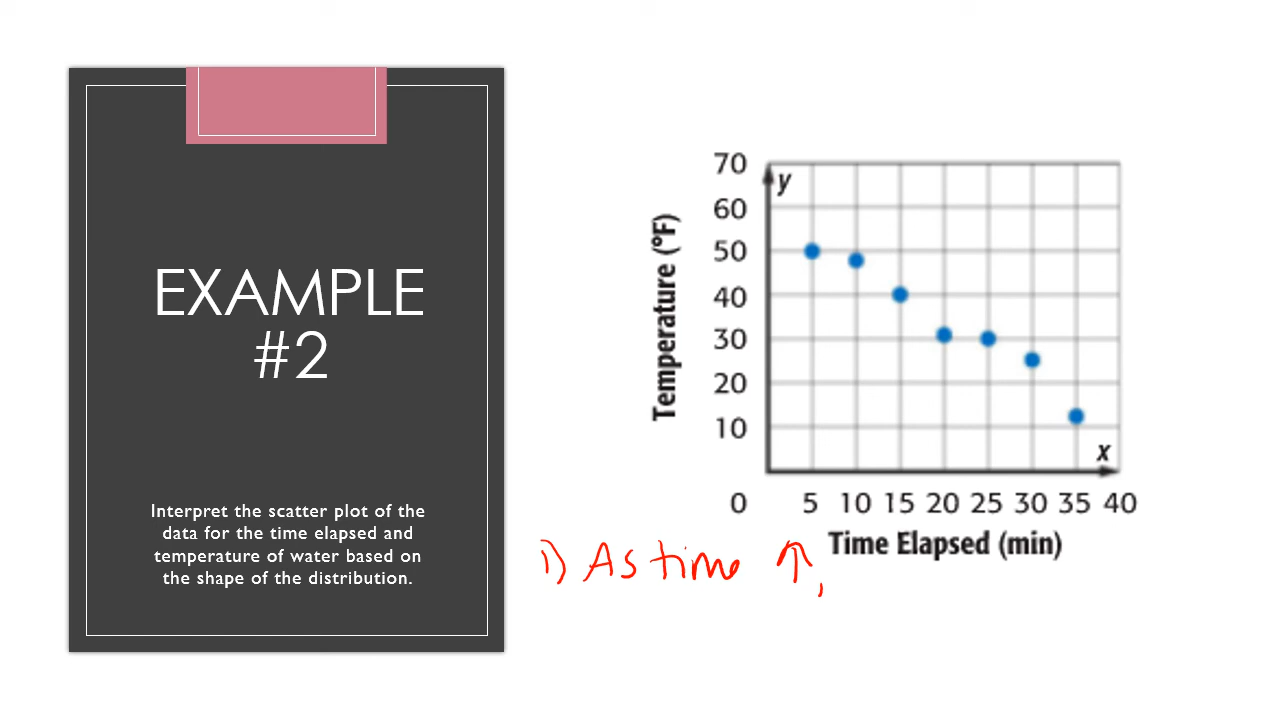 EXAMPLE
#2
Interpret the scatter plot of the
data for the time elapsed and
temperature of water based on
the shape of the distribution.
Temperature (°F)
70
60
50
40
30
20
10
0
y
x
5 10 15 20 25 30 35 40
Time Elapsed (min)
1) As time ↑,